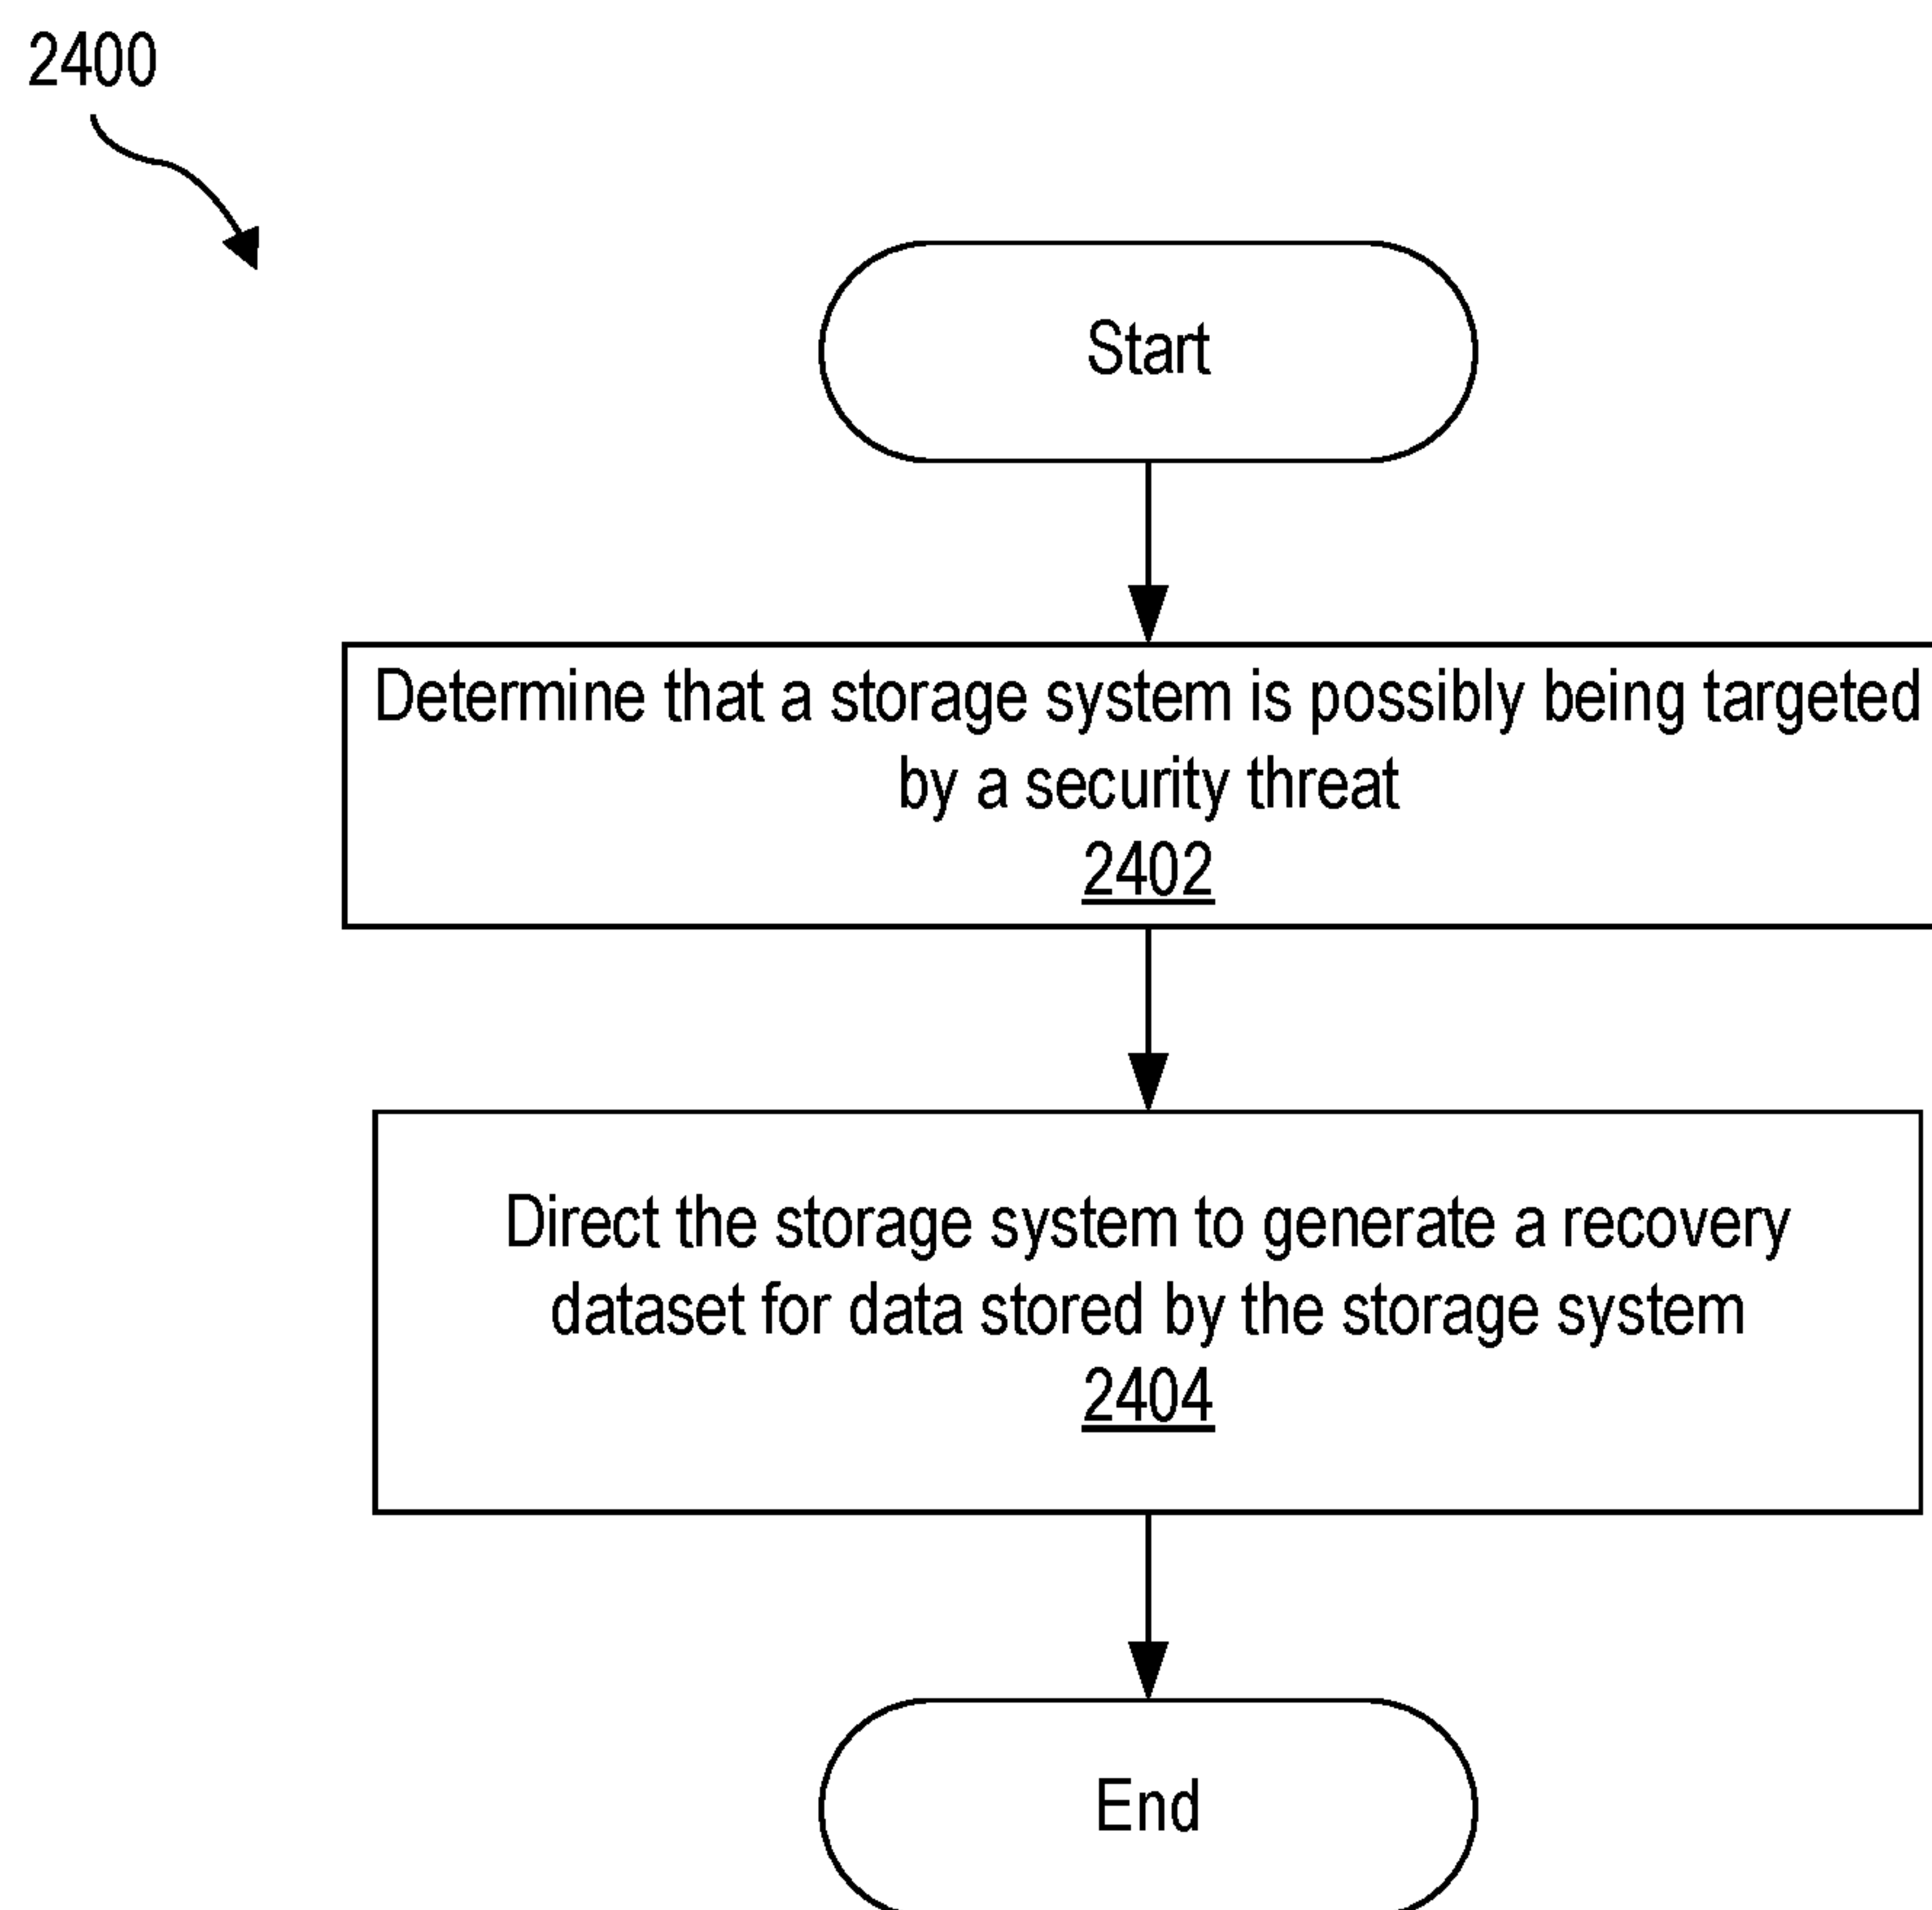 2400
Start
Determine that a storage system is possibly being targeted
by a security threat
2402
Direct the storage system to generate a recovery
dataset for data stored by the storage system
2404
End